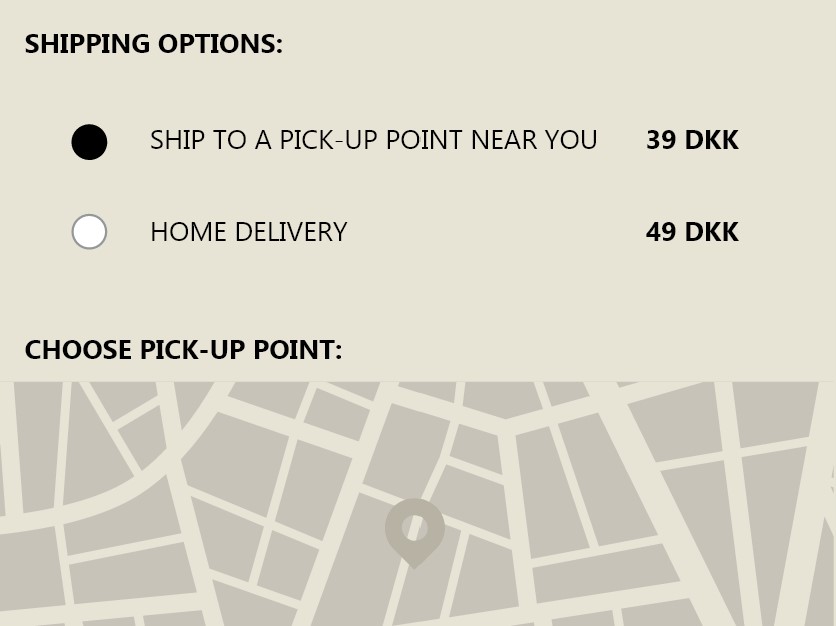 SHIPPING OPTIONS:
SHIP TO A PICK-UP POINT NEAR YOU 39 DKK
HOME DELIVERY 49 DKK
CHOOSE PICK-UP POINT: